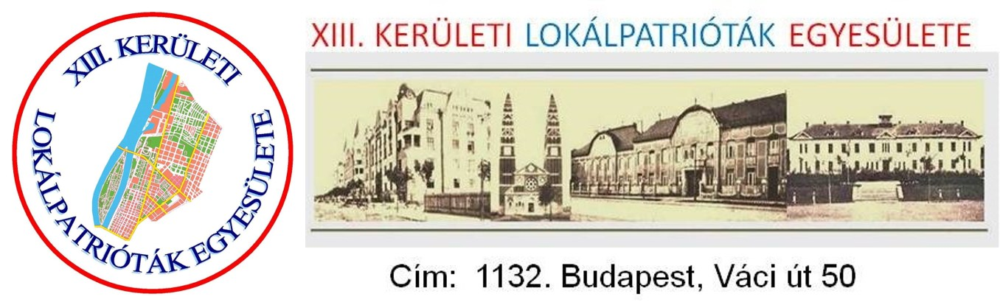 XIII. KERÜLETI
LOKÁLPATRIÓTÁK EGYESÜLETE
XIII. KERÜLETI LOKÁLPATRIÓTÁK EGYESÜLETE
Cím: 1132. Budapest, Váci út 50